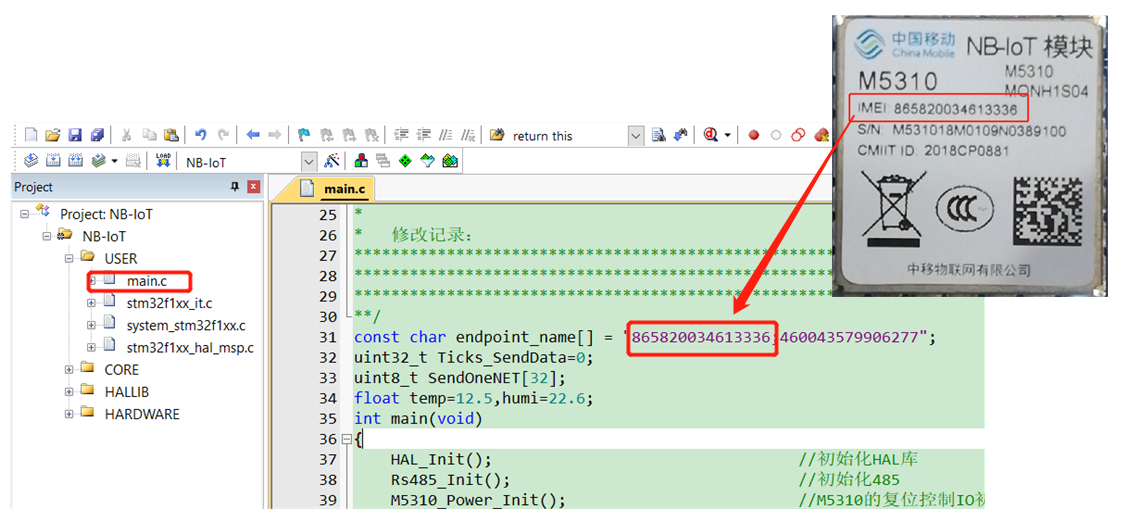 中国移动
China Mobile
NB-IoT 模块
M5310
M5310
MQNH1S04
IMEI: 865820034613336
S/N: M531018M0109N0389100
CMIIT ID: 2018CP0881
中移物联网有限公司
return this
LOAD
NB-IoT
Project
main.c
Project: NB-IoT
NB-IoT
USER
main.c
stm32f1xx_it.c
system_stm32f1xx.c
stm32f1xx_hal_msp.c
CORE
HALLIB
HARDWARE
25 *
26 * 修改记录:
27 ****************************************************
28 ****************************************************
29 ****************************************************
30 **/
31 const char endpoint_name[] = "865820034613336;460043579906277";
32 uint32_t Ticks_SendData=0;
33 uint8_t SendOneNET[32];
34 float temp=12.5,humi=22.6;
35 int main(void)
36 {
37 HAL_Init(); //初始化HAL库
38 Rs485_Init(); //初始化485
39 M5310_Power_Init(); //M5310的复位控制IO初